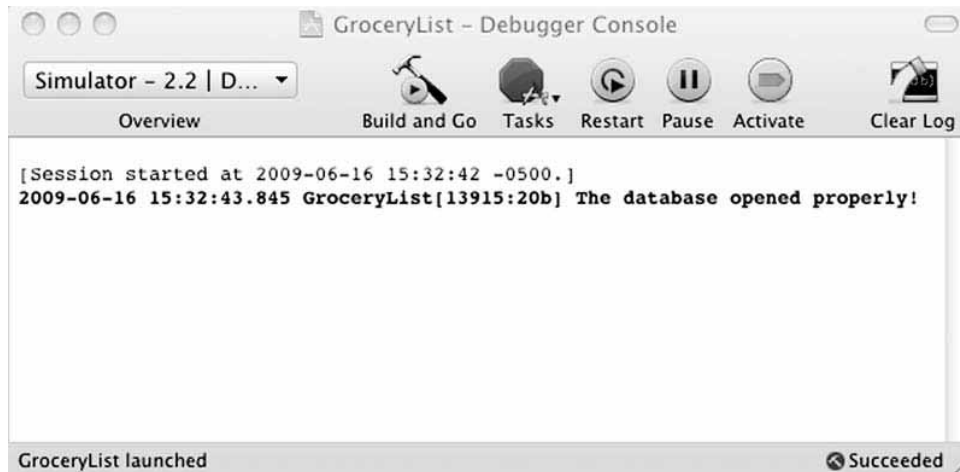 GroceryList – Debugger Console
Simulator – 2.2 | D...
Overview
Build and Go
Tasks
Restart
Pause
Activate
Clear Log
[Session started at 2009-06-16 15:32:42 -0500.]
2009-06-16 15:32:43.845 GroceryList[13915:20b] The database opened properly!
GroceryList launched
Succeeded